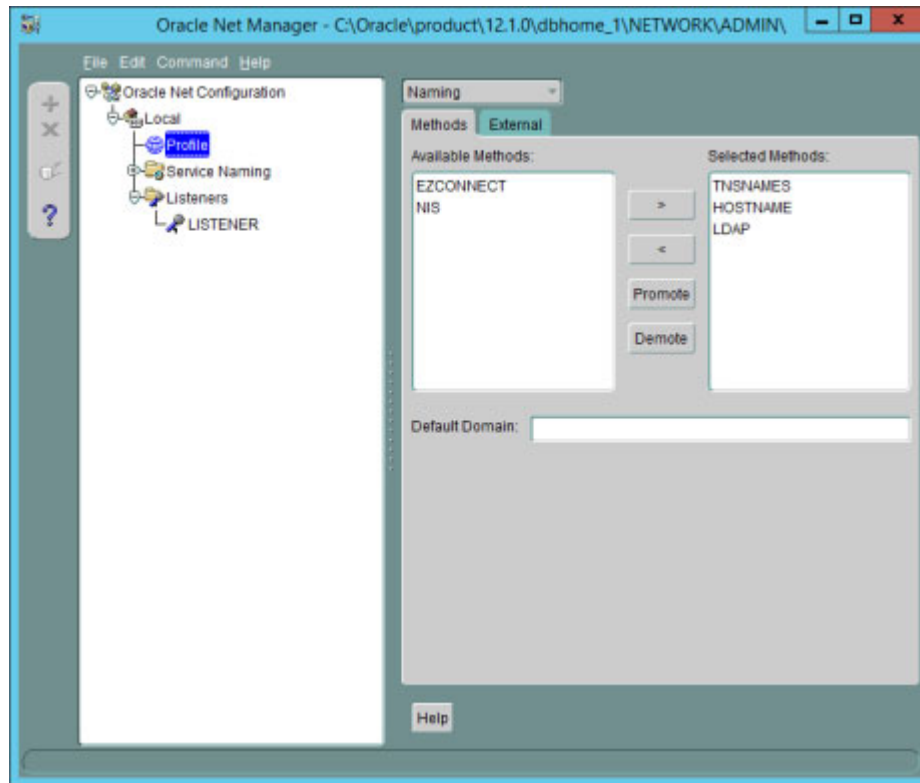 Oracle Net Manager - C:\Oracle\product\12.1.0\dbhome_1\NETWORK\ADMIN\
File Edit Command Help
Oracle Net Configuration
Local
Profile
Service Naming
Listeners
LISTENER
Naming
Methods External
Available Methods:
EZCONNECT
NIS
>
<
Promote
Demote
Selected Methods:
TNSNAMES
HOSTNAME
LDAP
Default Domain:
Help